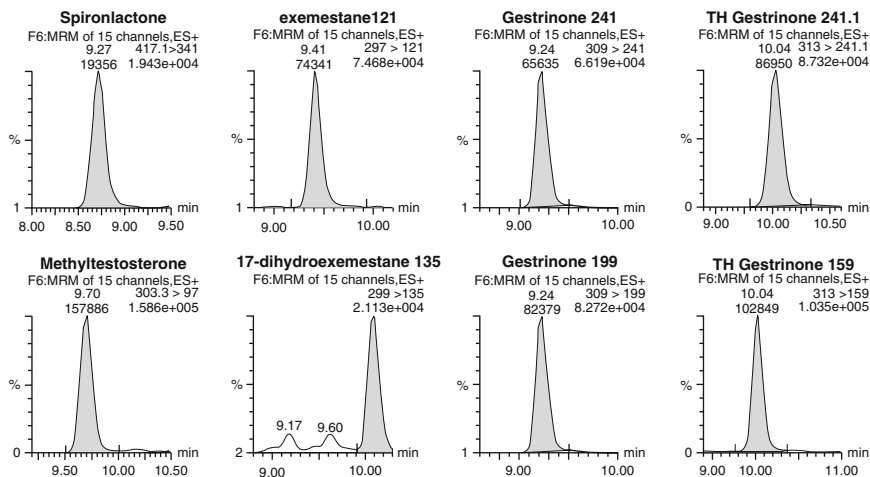 Spironlactone
F6:MRM of 15 channels,ES+
9.27 417.1>341
19356 1.943e+004
%
1
min
8.00 8.50 9.00 9.50
exemestane121
F6:MRM of 15 channels,ES+
9.41 297 > 121
74341 7.468e+004
%
1
min
9.00 10.00
Gestrinone 241
F6:MRM of 15 channels,ES+
9.24 309 > 241
65635 6.619e+004
%
1
min
9.00 10.00
TH Gestrinone 241.1
F6:MRM of 15 channels,ES+
10.04 313 > 241.1
86950 8.732e+004
%
0
min
9.00 10.00 10.50
Methyltestosterone
F6:MRM of 15 channels,ES+
9.70 303.3 > 97
157886 1.586e+005
%
0
min
9.50 10.00 10.50
17-dihydroexemestane 135
F6:MRM of 15 channels,ES+
299 >135
2.113e+004
%
9.17 9.60
2
min
9.00 10.00
Gestrinone 199
F6:MRM of 15 channels,ES+
9.24 309 > 199
82379 8.272e+004
%
1
min
9.00 10.00
TH Gestrinone 159
F6:MRM of 15 channels,ES+
10.04 313 >159
102849 1.035e+005
%
0
min
9.00 10.00 11.00